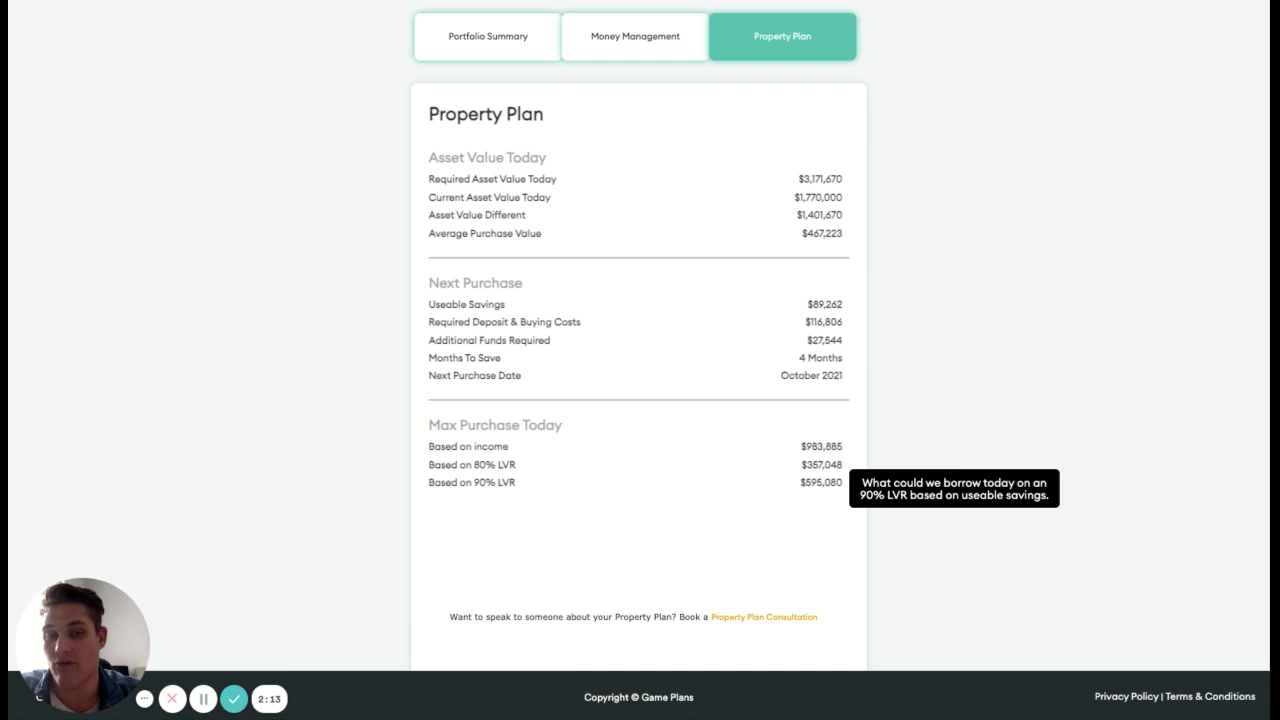 Portfolio Summary
Money Management
Property Plan
Property Plan
Asset Value Today
Required Asset Value Today $3,171,670
Current Asset Value Today $1,770,000
Asset Value Different $1,401,670
Average Purchase Value $467,223
Next Purchase
Useable Savings $89,262
Required Deposit & Buying Costs $116,806
Additional Funds Required $27,544
Months To Save 4 Months
Next Purchase Date October 2021
Max Purchase Today
Based on income $983,885
Based on 80% LVR $357,048
Based on 90% LVR $595,080
What could we borrow today on an
90% LVR based on useable savings.
Want to speak to someone about your Property Plan? Book a Property Plan Consultation
2:13
Copyright © Game Plans
Privacy Policy | Terms & Conditions